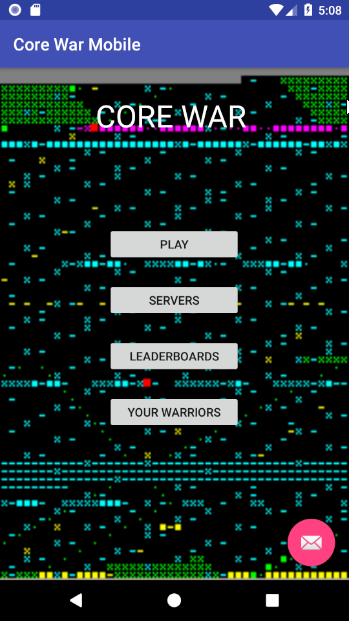 5:08
Core War Mobile
CORE WAR
PLAY
SERVERS
LEADERBOARDS
YOUR WARRIORS